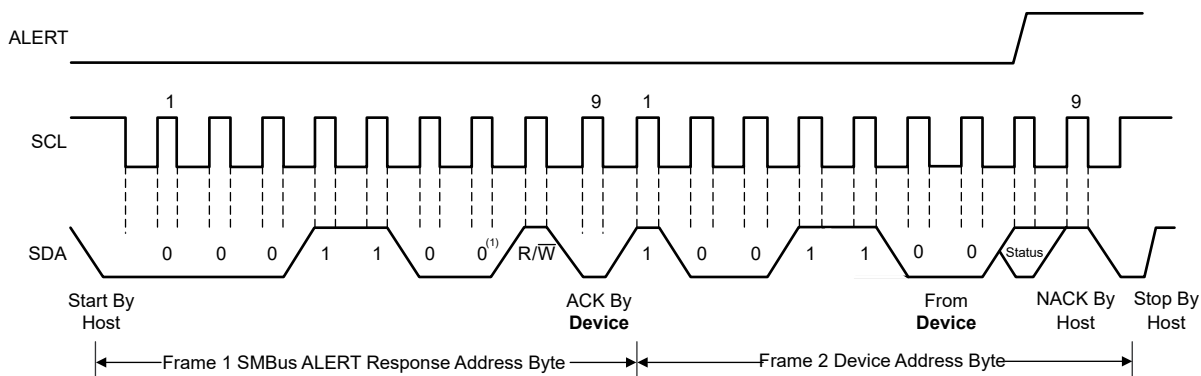 ALERT
1 9 1 9
SCL
SDA
0 0 0 1 1 0 0(1) R/W 1 0 0 1 1 0 0 Status
Start By
Host
ACK By
Device
From
Device
NACK By
Host
Stop By
Host
Frame 1 SMBus ALERT Response Address Byte
Frame 2 Device Address Byte